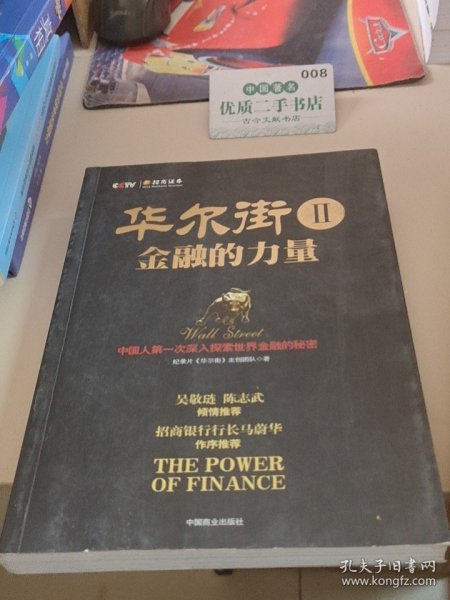 008
中国著名
优质二手书店
古今文献书店
CCTV 招商证券
华尔街 II
金融的力量
Wall Street
中国人第一次深入探索世界金融的秘密
纪录片《华尔街》主创团队◎著
吴敬琏 陈志武
倾情推荐
招商银行行长马蔚华
作序推荐
THE POWER
OF FINANCE
中国商业出版社
孔夫子旧书网
www.kongfz.com